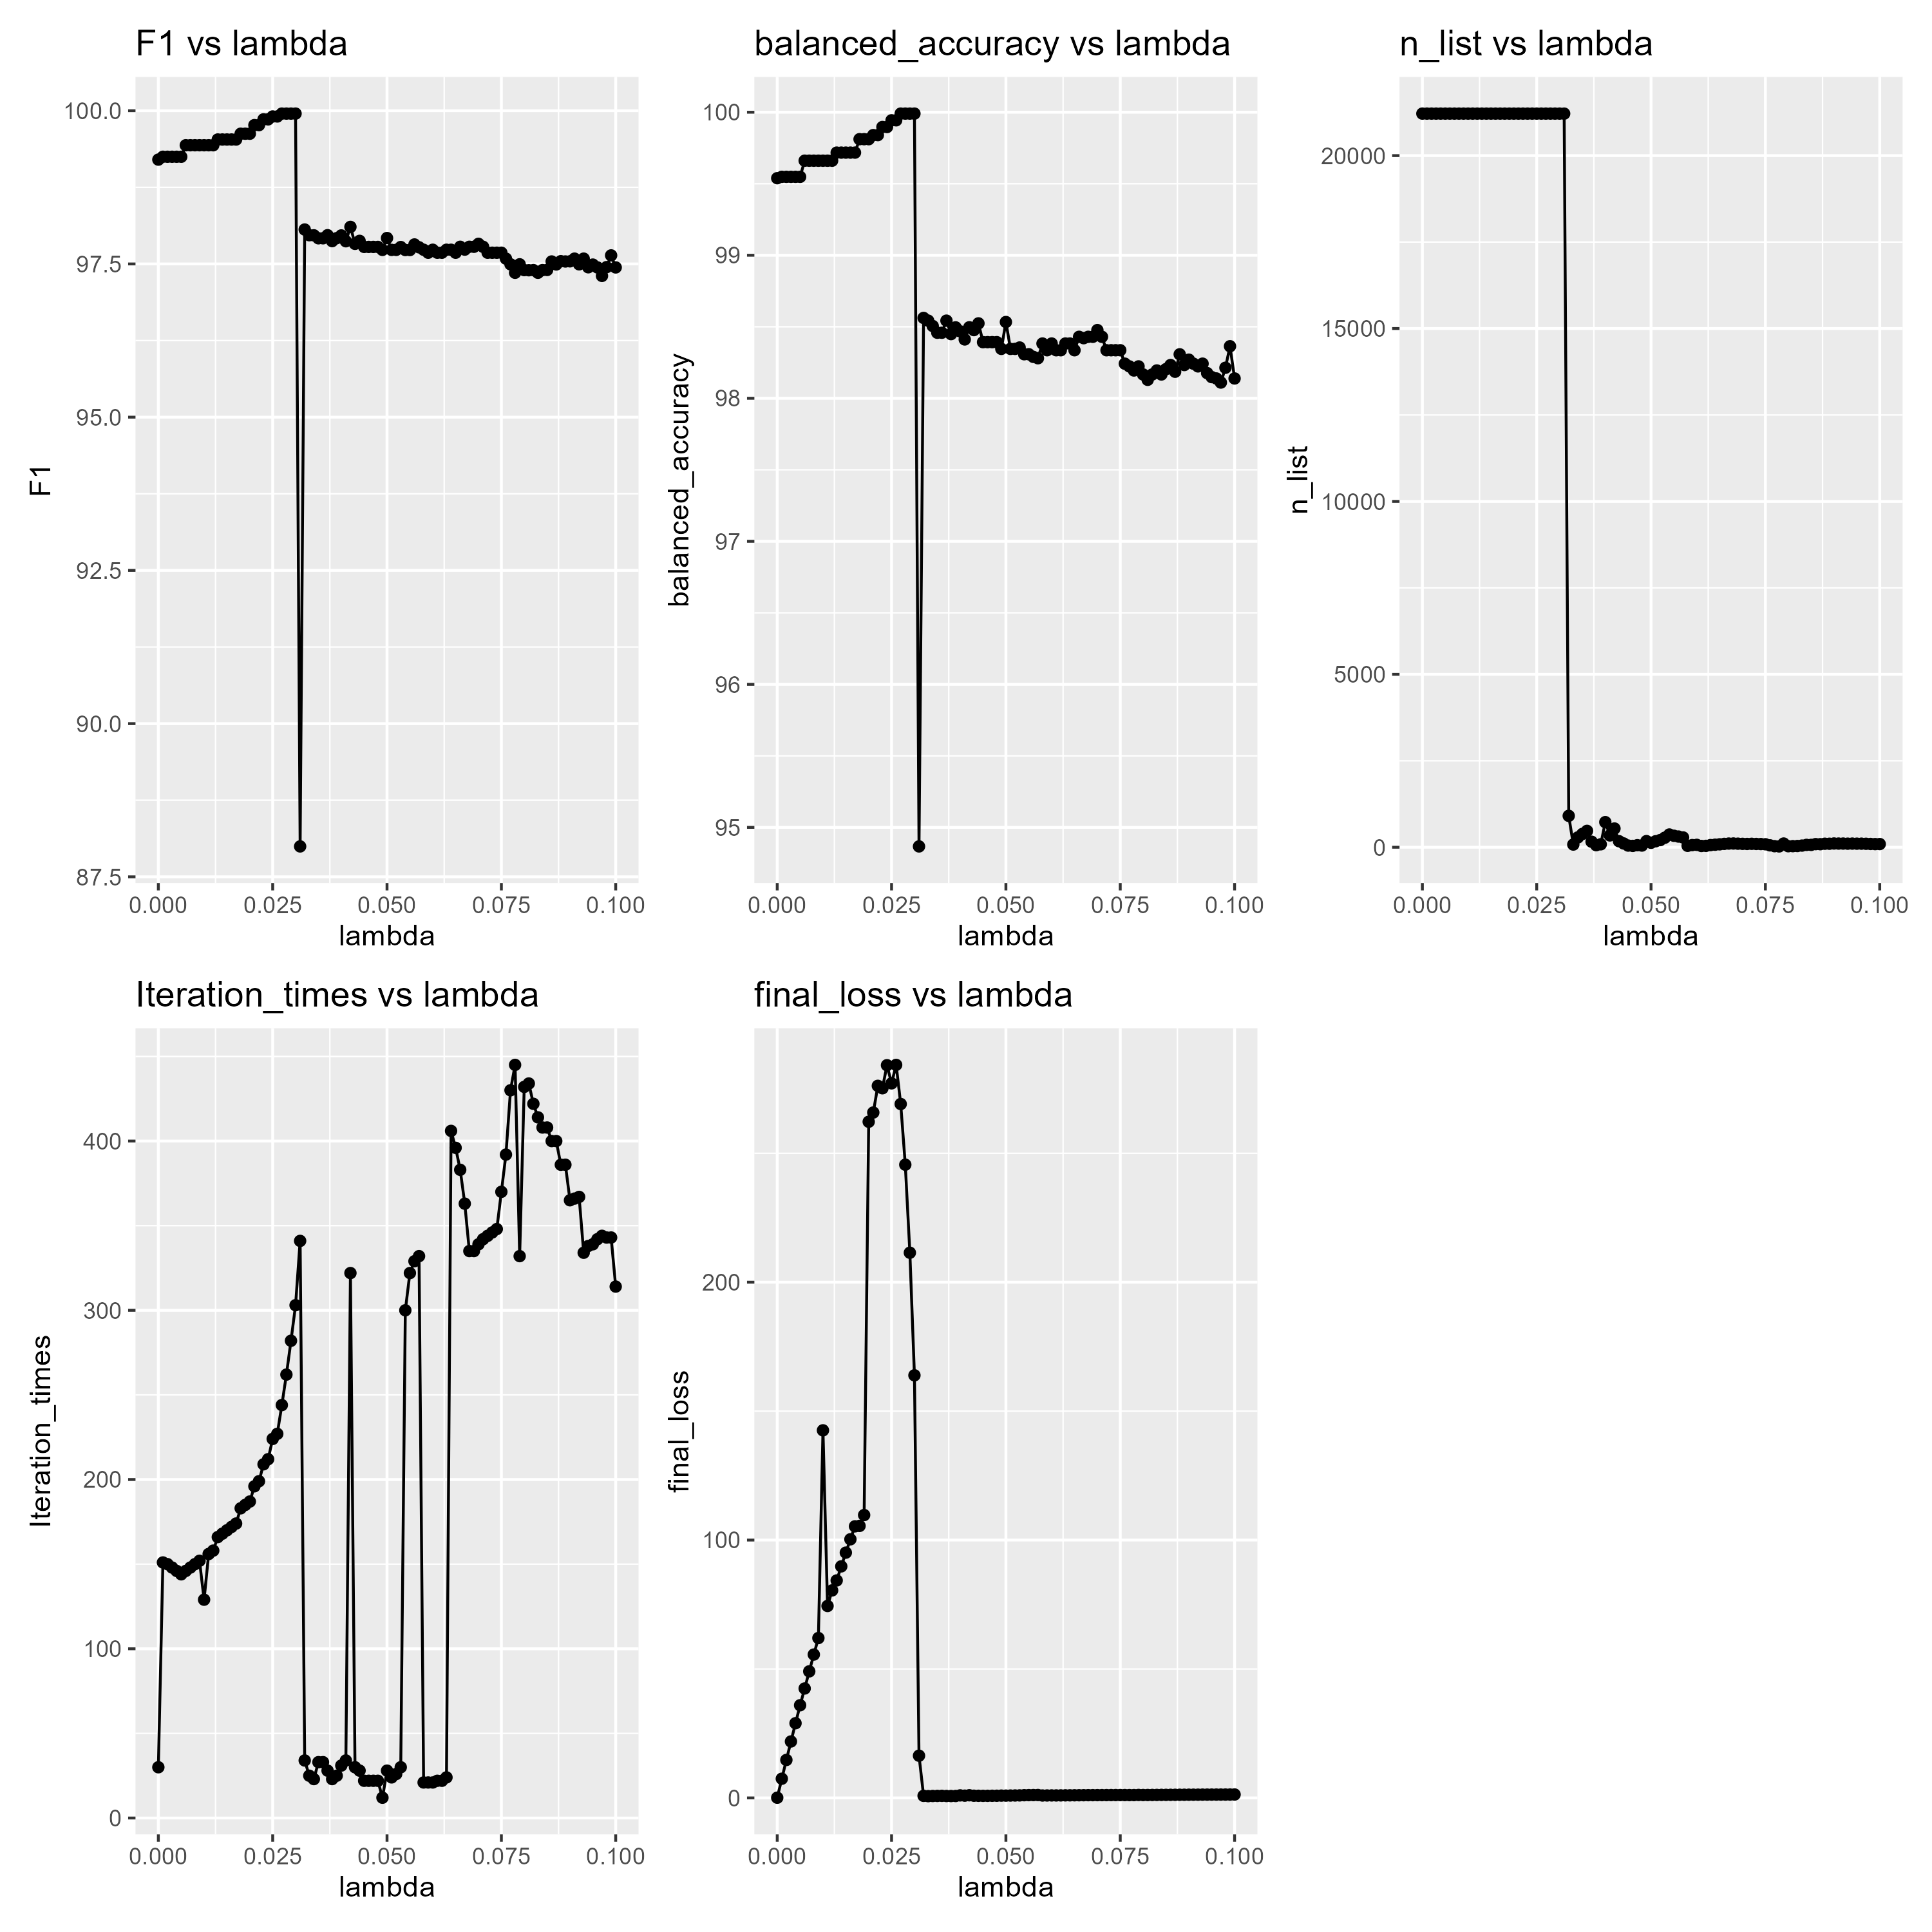 F1 vs lambda
100.0
97.5
95.0
92.5
90.0
87.5
F1
0.000 0.025 0.050 0.075 0.100
lambda
balanced_accuracy vs lambda
100
99
98
97
96
95
balanced_accuracy
0.000 0.025 0.050 0.075 0.100
lambda
n_list vs lambda
20000
15000
10000
5000
0
n_list
0.000 0.025 0.050 0.075 0.100
lambda
Iteration_times vs lambda
400
300
200
100
0
Iteration_times
0.000 0.025 0.050 0.075 0.100
lambda
final_loss vs lambda
200
100
0
final_loss
0.000 0.025 0.050 0.075 0.100
lambda